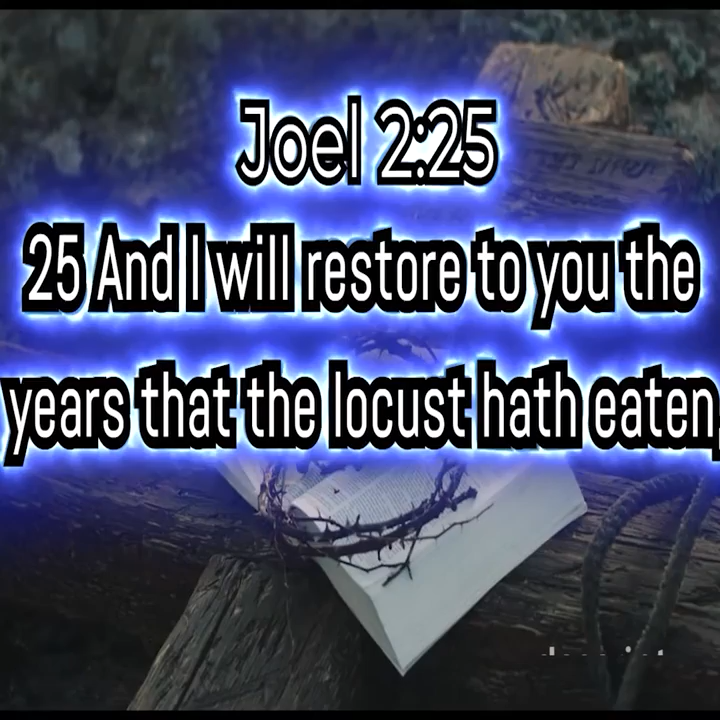 Joel 2:25
25 And I will restore to you the
years that the locust hath eaten,